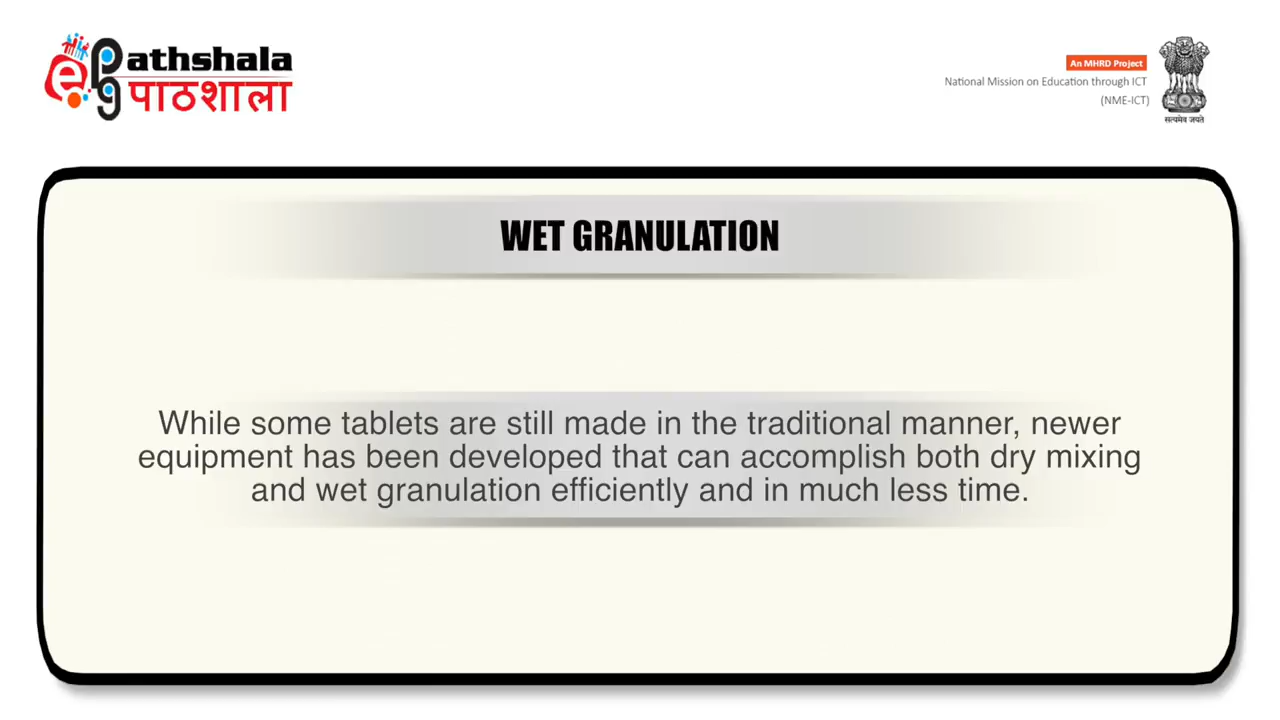 e pg Pathshala
पाठशाला
An MHRD Project
National Mission on Education through ICT
(NME-ICT)
सत्यमेव जयते
WET GRANULATION
While some tablets are still made in the traditional manner, newer
equipment has been developed that can accomplish both dry mixing
and wet granulation efficiently and in much less time.